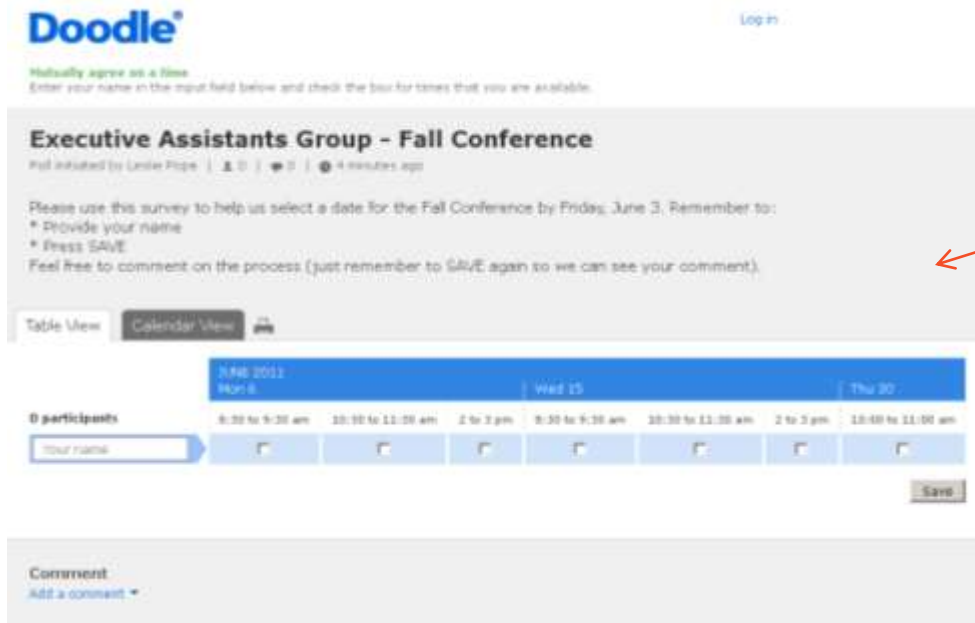 Doodle®
Log in
Mutually agree on a time
Enter your name in the input field below and check the box for times that you are available.
Executive Assistants Group - Fall Conference
Poll initiated by Leslie Pope | 0 | 0 | 4 minutes ago
Please use this survey to help us select a date for the Fall Conference by Friday, June 3. Remember to:
* Provide your name
* Press SAVE
Feel free to comment on the process (just remember to SAVE again so we can see your comment).
Table View Calendar View
JUNE 2011
Mon 6 Wed 15 Thu
0 participants 8:30 to 9:30 am 10:30 to 11:30 am 2 to 3 pm 8:30 to 9:30 am 10:30 to 11:30 am 2 to 3 pm 10:00 to 11:00 am
Your name
Save
Comment
Add a comment